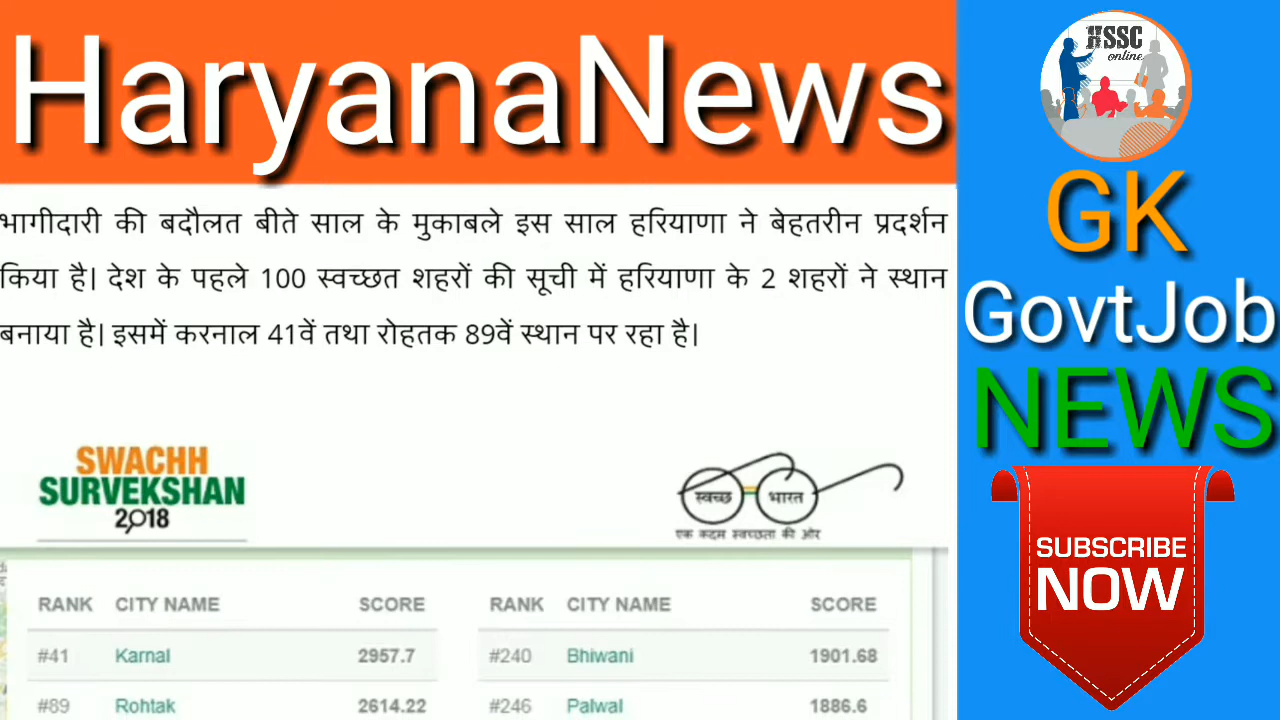 HaryanaNews
भागीदारी की बदौलत बीते साल के मुकाबले इस साल हरियाणा ने बेहतरीन प्रदर्शन
किया है| देश के पहले 100 स्वच्छत शहरों की सूची में हरियाणा के 2 शहरों ने स्थान
बनाया है| इसमें करनाल 41वें तथा रोहतक 89वें स्थान पर रहा है|
SWACHH
SURVEKSHAN
2018
स्वच्छ भारत
एक कदम स्वच्छता की ओर
RANK CITY NAME SCORE RANK CITY NAME SCORE
#41 Karnal 2957.7 #240 Bhiwani 1901.68
#89 Rohtak 2614.22 #246 Palwal 1886.6
HSSC
online
GK
GovtJob
NEWS
SUBSCRIBE
NOW